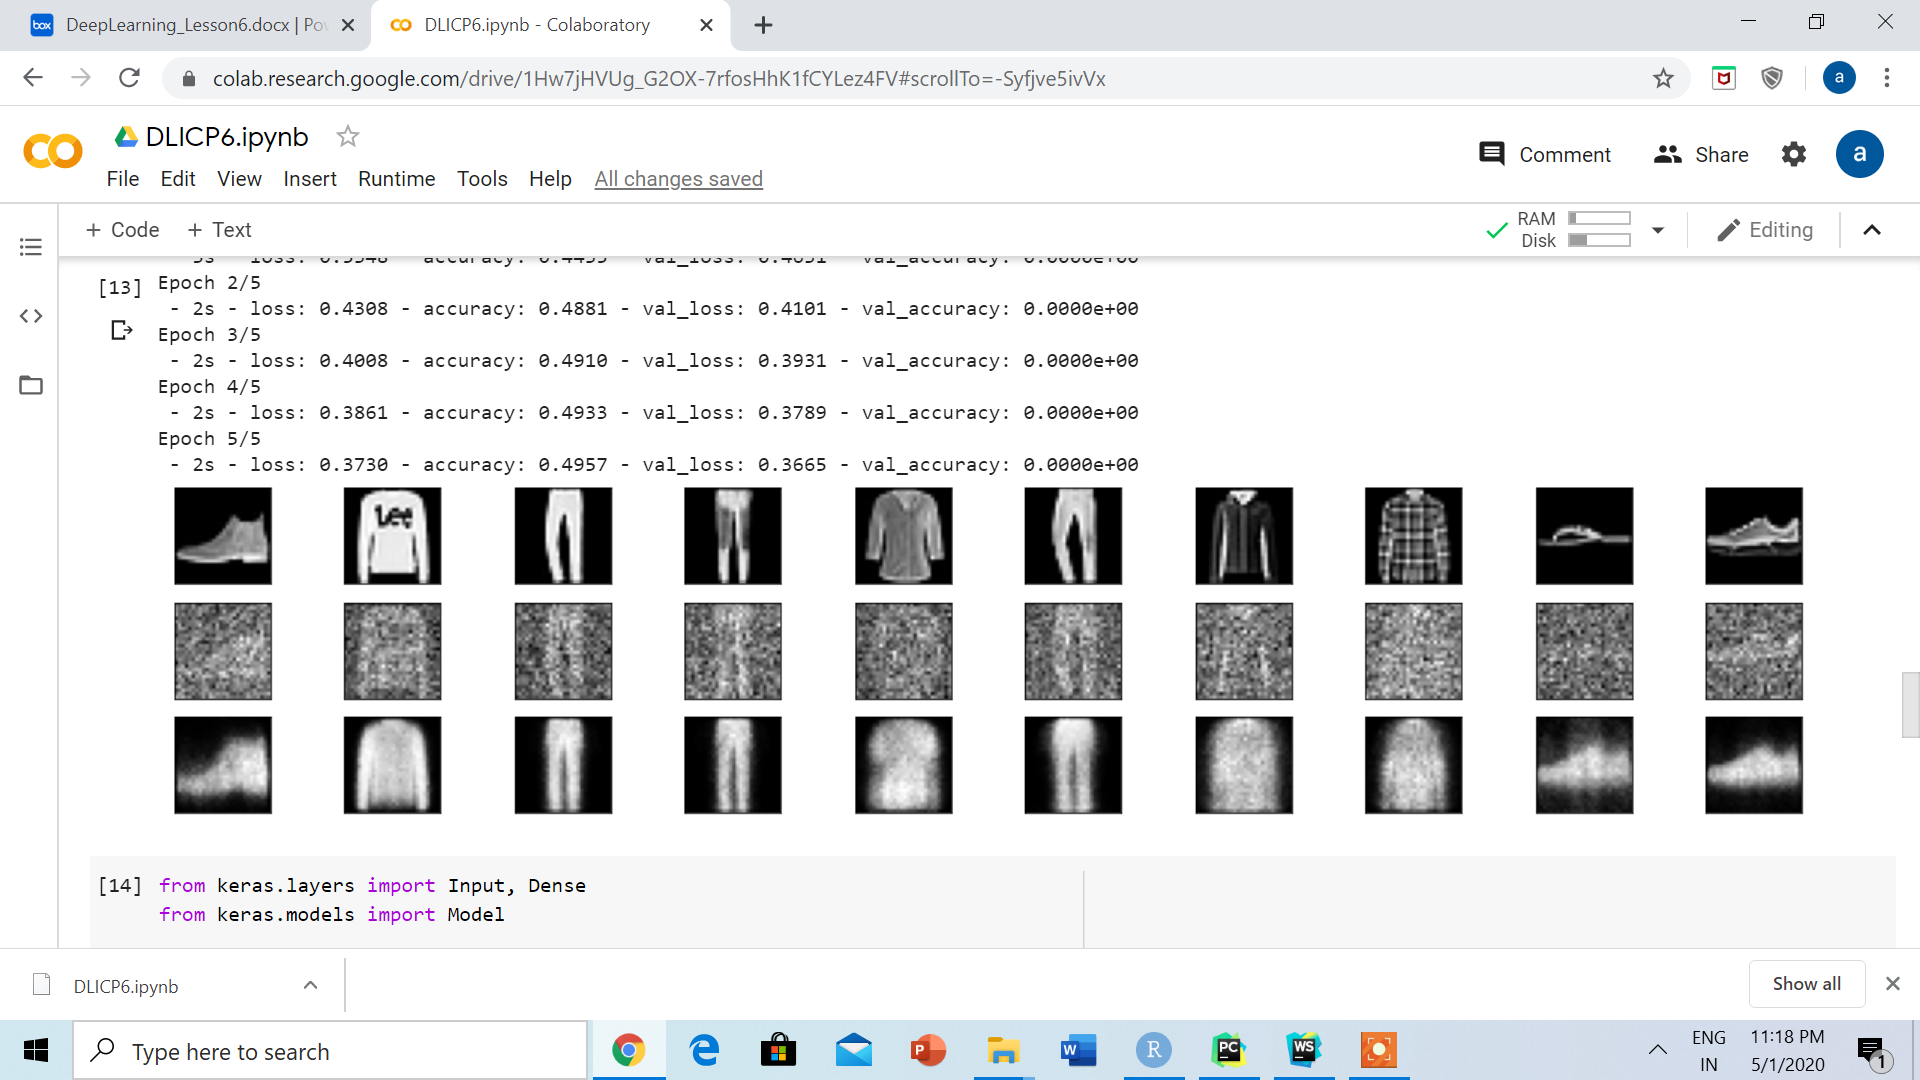 box DeepLearning_Lesson6.docx | Po
DLICP6.ipynb - Colaboratory
colab.research.google.com/drive/1Hw7jHVUg_G2OX-7rfosHhK1fCYLez4FV#scrollTo=-Syfjve5ivVx
a
DLICP6.ipynb
Comment
Share
a
File Edit View Insert Runtime Tools Help All changes saved
+ Code + Text
RAM
Disk
Editing
[13]
Epoch 2/5
- 2s - loss: 0.4308 - accuracy: 0.4881 - val_loss: 0.4101 - val_accuracy: 0.0000e+00
Epoch 3/5
- 2s - loss: 0.4008 - accuracy: 0.4910 - val_loss: 0.3931 - val_accuracy: 0.0000e+00
Epoch 4/5
- 2s - loss: 0.3861 - accuracy: 0.4933 - val_loss: 0.3789 - val_accuracy: 0.0000e+00
Epoch 5/5
- 2s - loss: 0.3730 - accuracy: 0.4957 - val_loss: 0.3665 - val_accuracy: 0.0000e+00
Lee
[14] from keras.layers import Input, Dense
from keras.models import Model
DLICP6.ipynb
Show all
Type here to search
P
W
R
PC
WS
ENG
IN
11:18 PM
5/1/2020
1